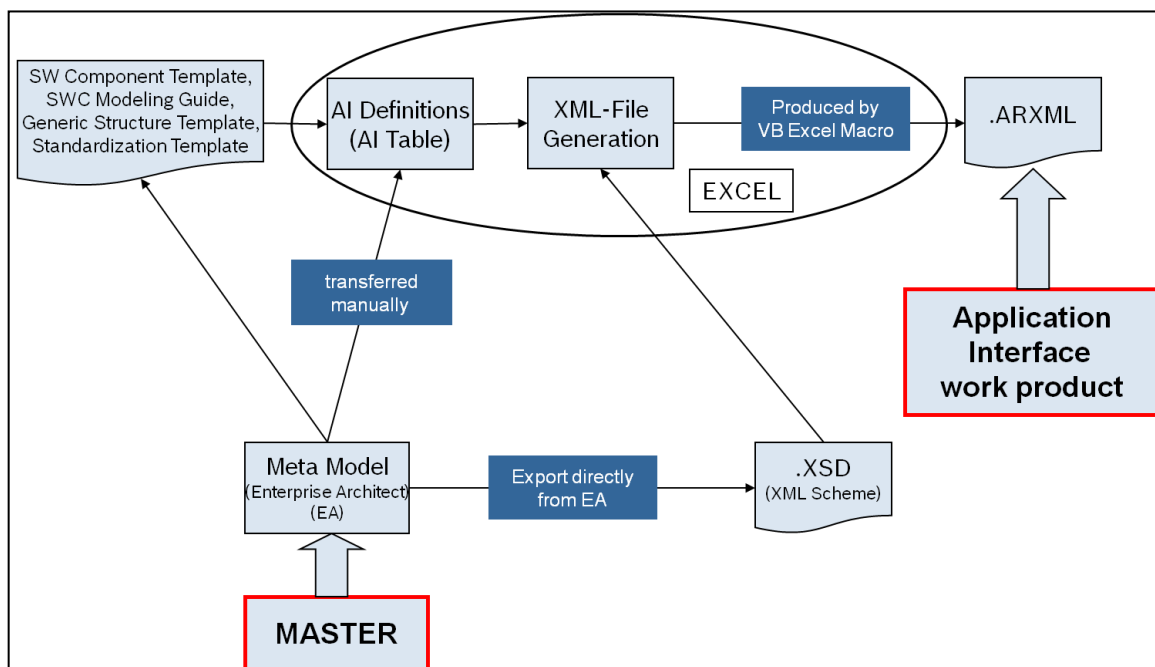 SW Component Template,
SWC Modeling Guide,
Generic Structure Template,
Standardization Template
AI Definitions
(AI Table)
XML-File
Generation
Produced by
VB Excel Macro
.ARXML
EXCEL
transferred
manually
Application
Interface
work product
Meta Model
(Enterprise Architect)
(EA)
Export directly
from EA
.XSD
(XML Scheme)
MASTER